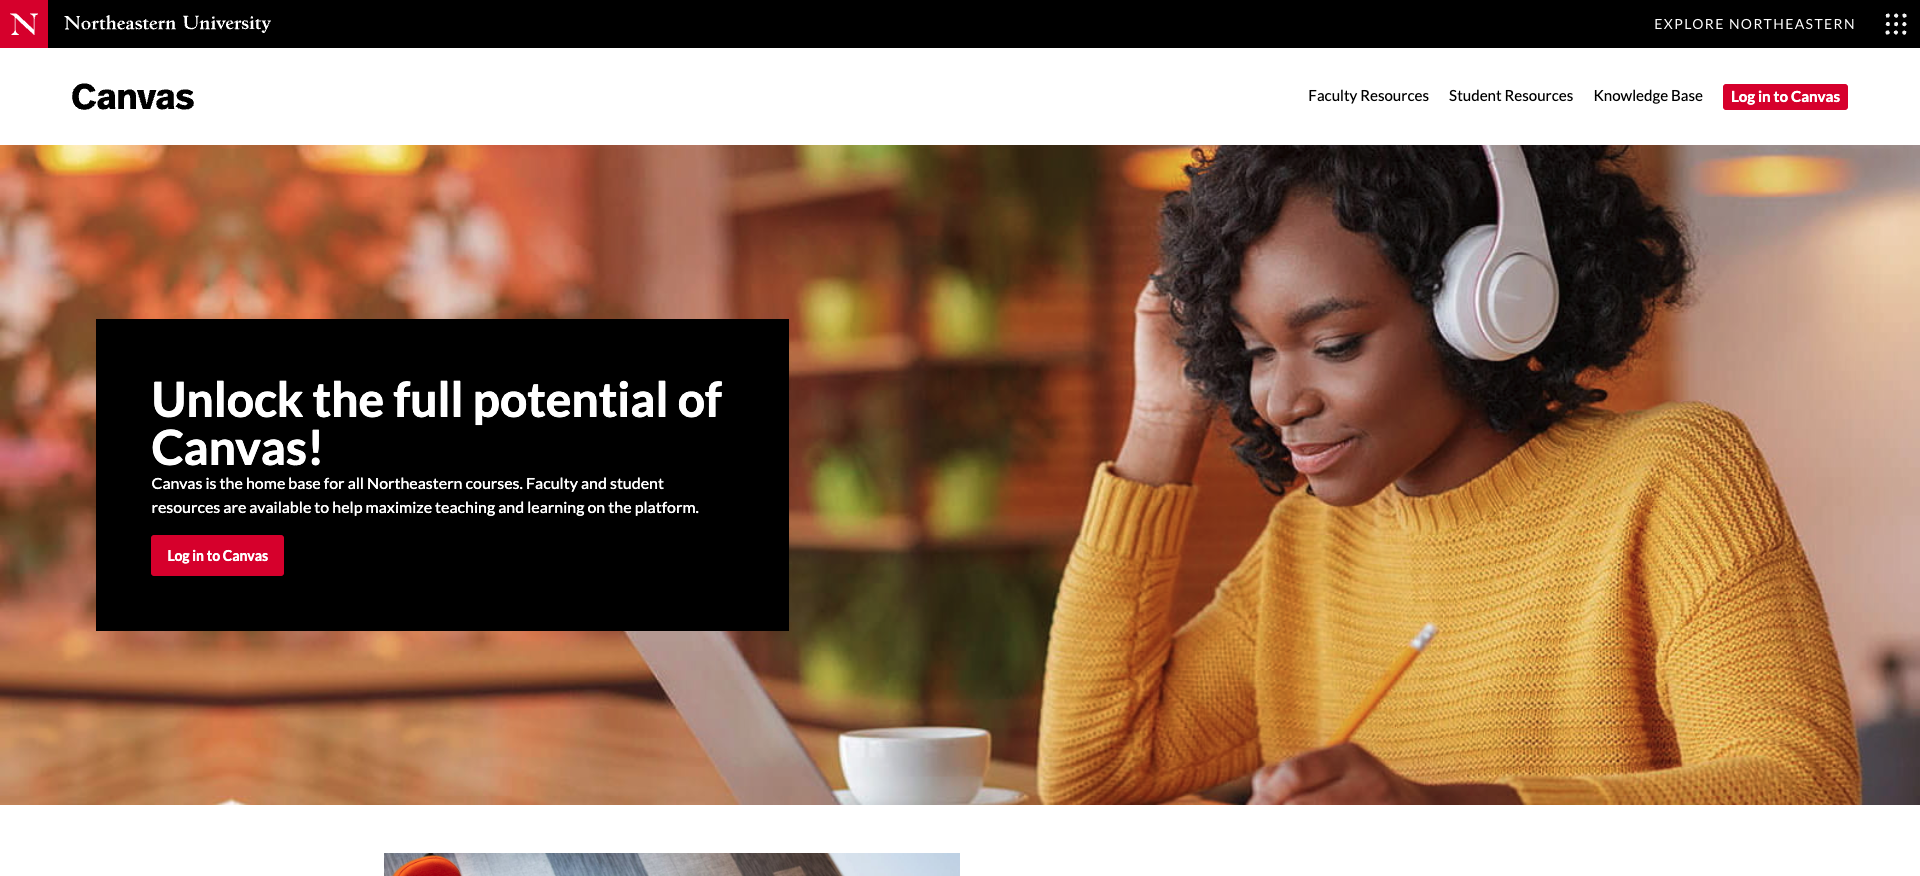 N Northeastern University
EXPLORE NORTHEASTERN
Canvas
Faculty Resources
Student Resources
Knowledge Base
Log in to Canvas
Unlock the full potential of
Canvas!
Canvas is the home base for all Northeastern courses. Faculty and student
resources are available to help maximize teaching and learning on the platform.
Log in to Canvas